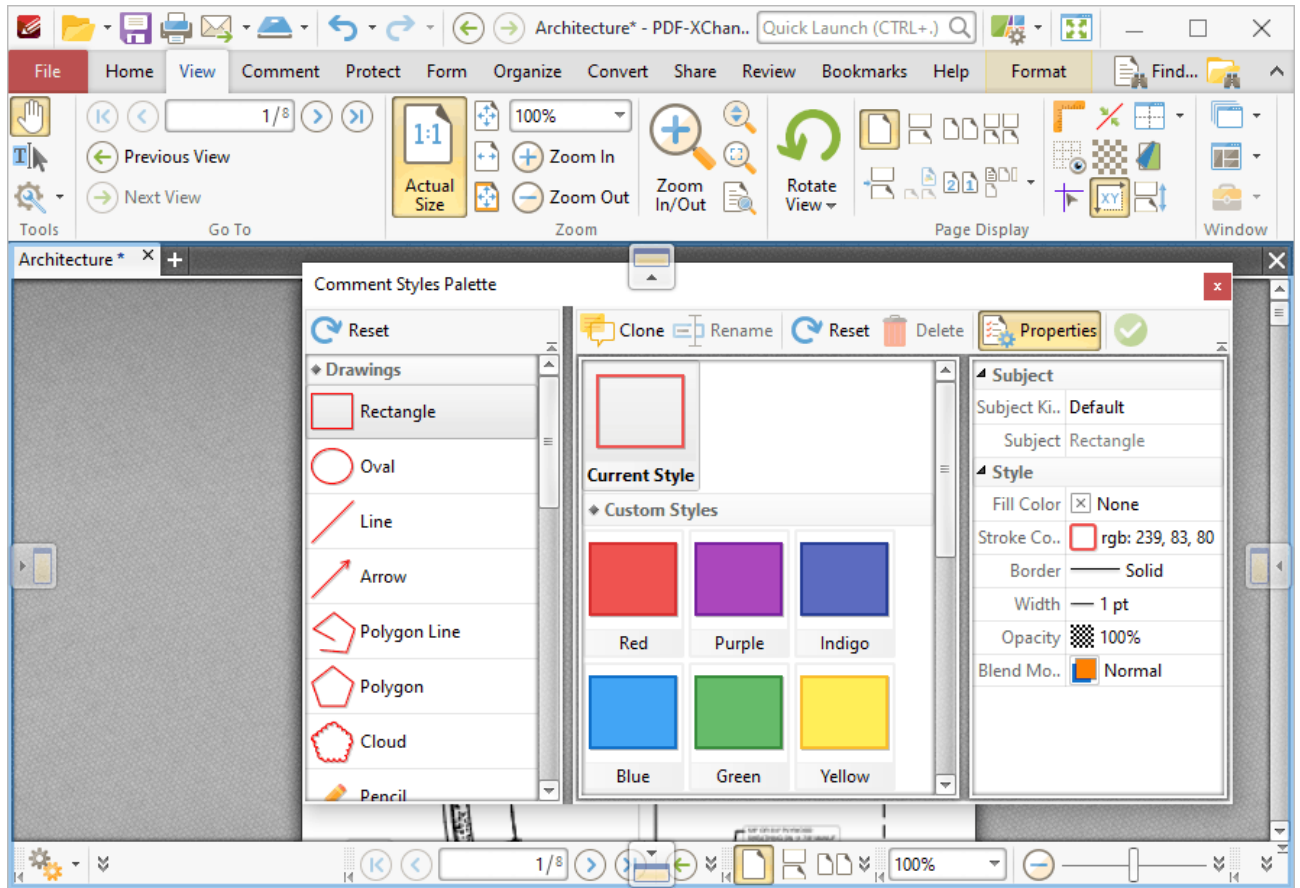 Architecture* - PDF-XChan.. Quick Launch (CTRL+.)
File Home View Comment Protect Form Organize Convert Share Review Bookmarks Help Format Find...
1/8 1:1 100%
Previous View Zoom In
Next View Actual Size Zoom Out Zoom In/Out Rotate View 2 1 XY
Tools Go To Zoom Page Display Window
Architecture * × +
Comment Styles Palette x
Reset Clone Rename Reset Delete Properties
Drawings
Rectangle
Oval
Line
Arrow
Polygon Line
Polygon
Cloud
Pencil
Current Style
Custom Styles
Red Purple Indigo
Blue Green Yellow
Subject
Subject Ki.. Default
Subject Rectangle
Style
Fill Color None
Stroke Co.. rgb: 239, 83, 80
Border Solid
Width 1 pt
Opacity 100%
Blend Mo.. Normal
1/8 100%